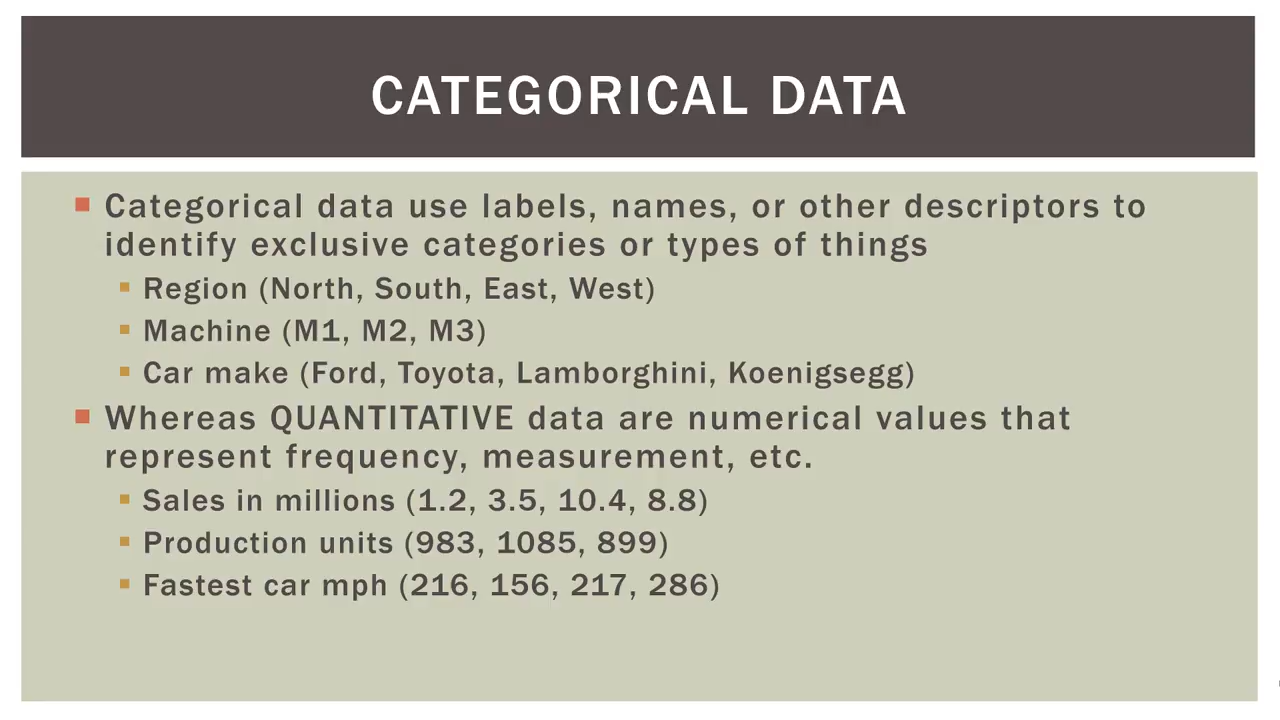 CATEGORICAL DATA
Categorical data use labels, names, or other descriptors to
identify exclusive categories or types of things
Region (North, South, East, West)
Machine (M1, M2, M3)
Car make (Ford, Toyota, Lamborghini, Koenigsegg)
Whereas QUANTITATIVE data are numerical values that
represent frequency, measurement, etc.
Sales in millions (1.2, 3.5, 10.4, 8.8)
Production units (983, 1085, 899)
Fastest car mph (216, 156, 217, 286)